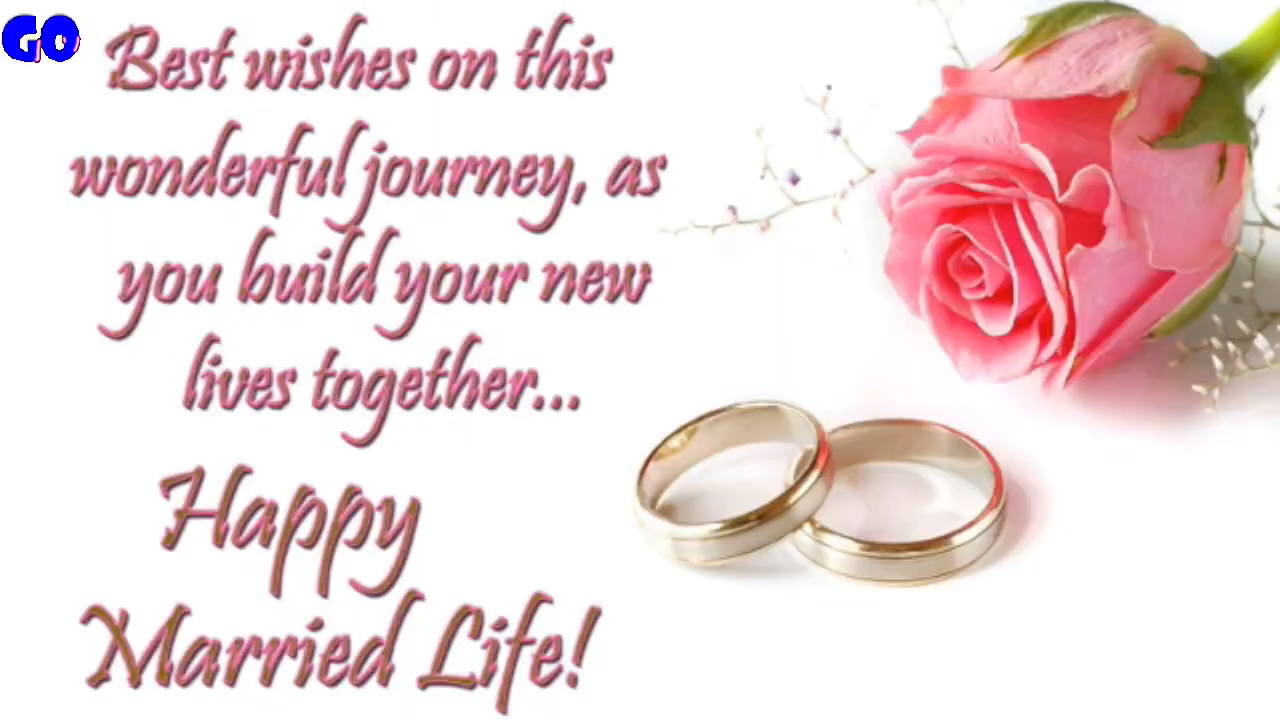 GO
Best wishes on this
wonderful journey, as
you build your new
lives together...
Happy
Married Life!